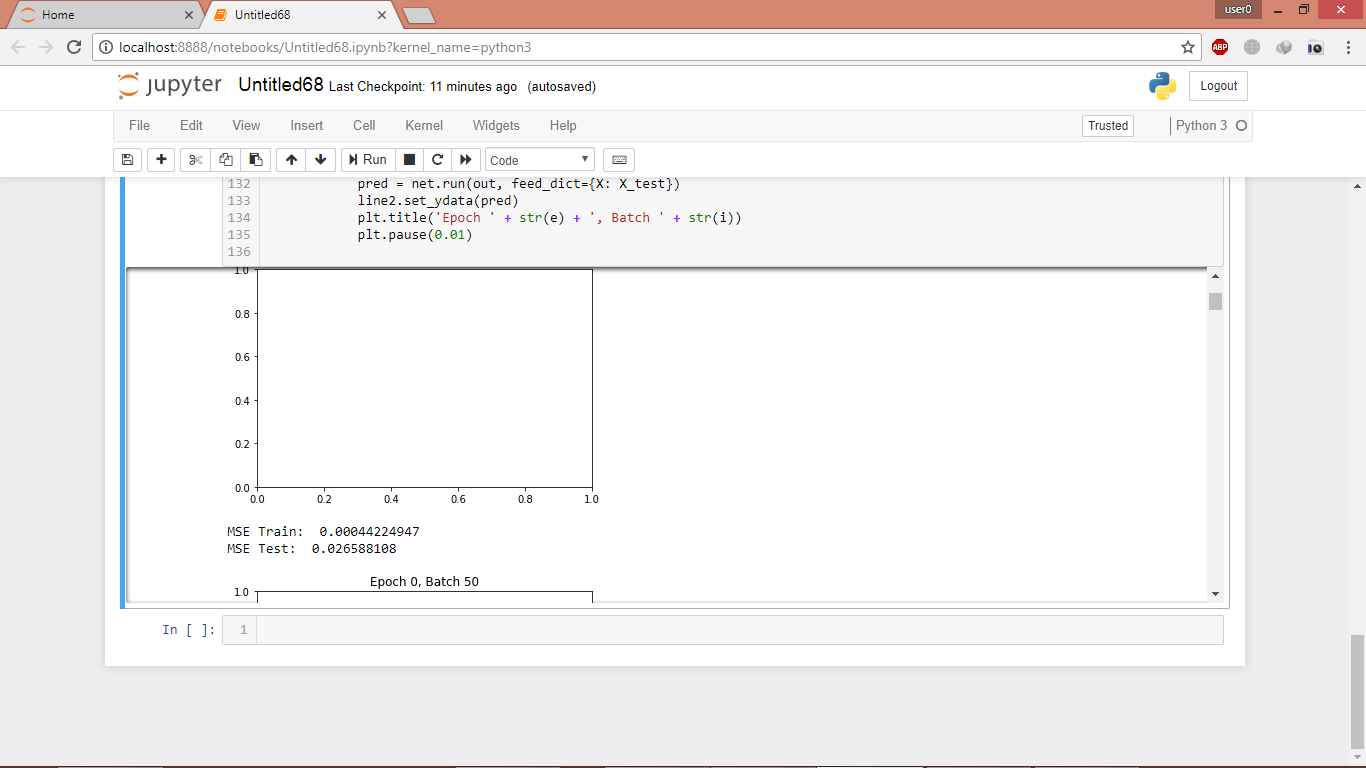 Home
Untitled68
user0
localhost:8888/notebooks/Untitled68.ipynb?kernel_name=python3
ABP
jupyter Untitled68 Last Checkpoint: 11 minutes ago (autosaved)
Logout
File Edit View Insert Cell Kernel Widgets Help
Trusted
Python 3
Run
Code
132 pred = net.run(out, feed_dict={X: X_test})
133 line2.set_ydata(pred)
134 plt.title('Epoch ' + str(e) + ', Batch ' + str(i))
135 plt.pause(0.01)
136
1.0
0.8
0.6
0.4
0.2
0.0
0.0 0.2 0.4 0.6 0.8 1.0
MSE Train:  0.00044224947
MSE Test:  0.026588108
Epoch 0, Batch 50
1.0
In [ ]: 1